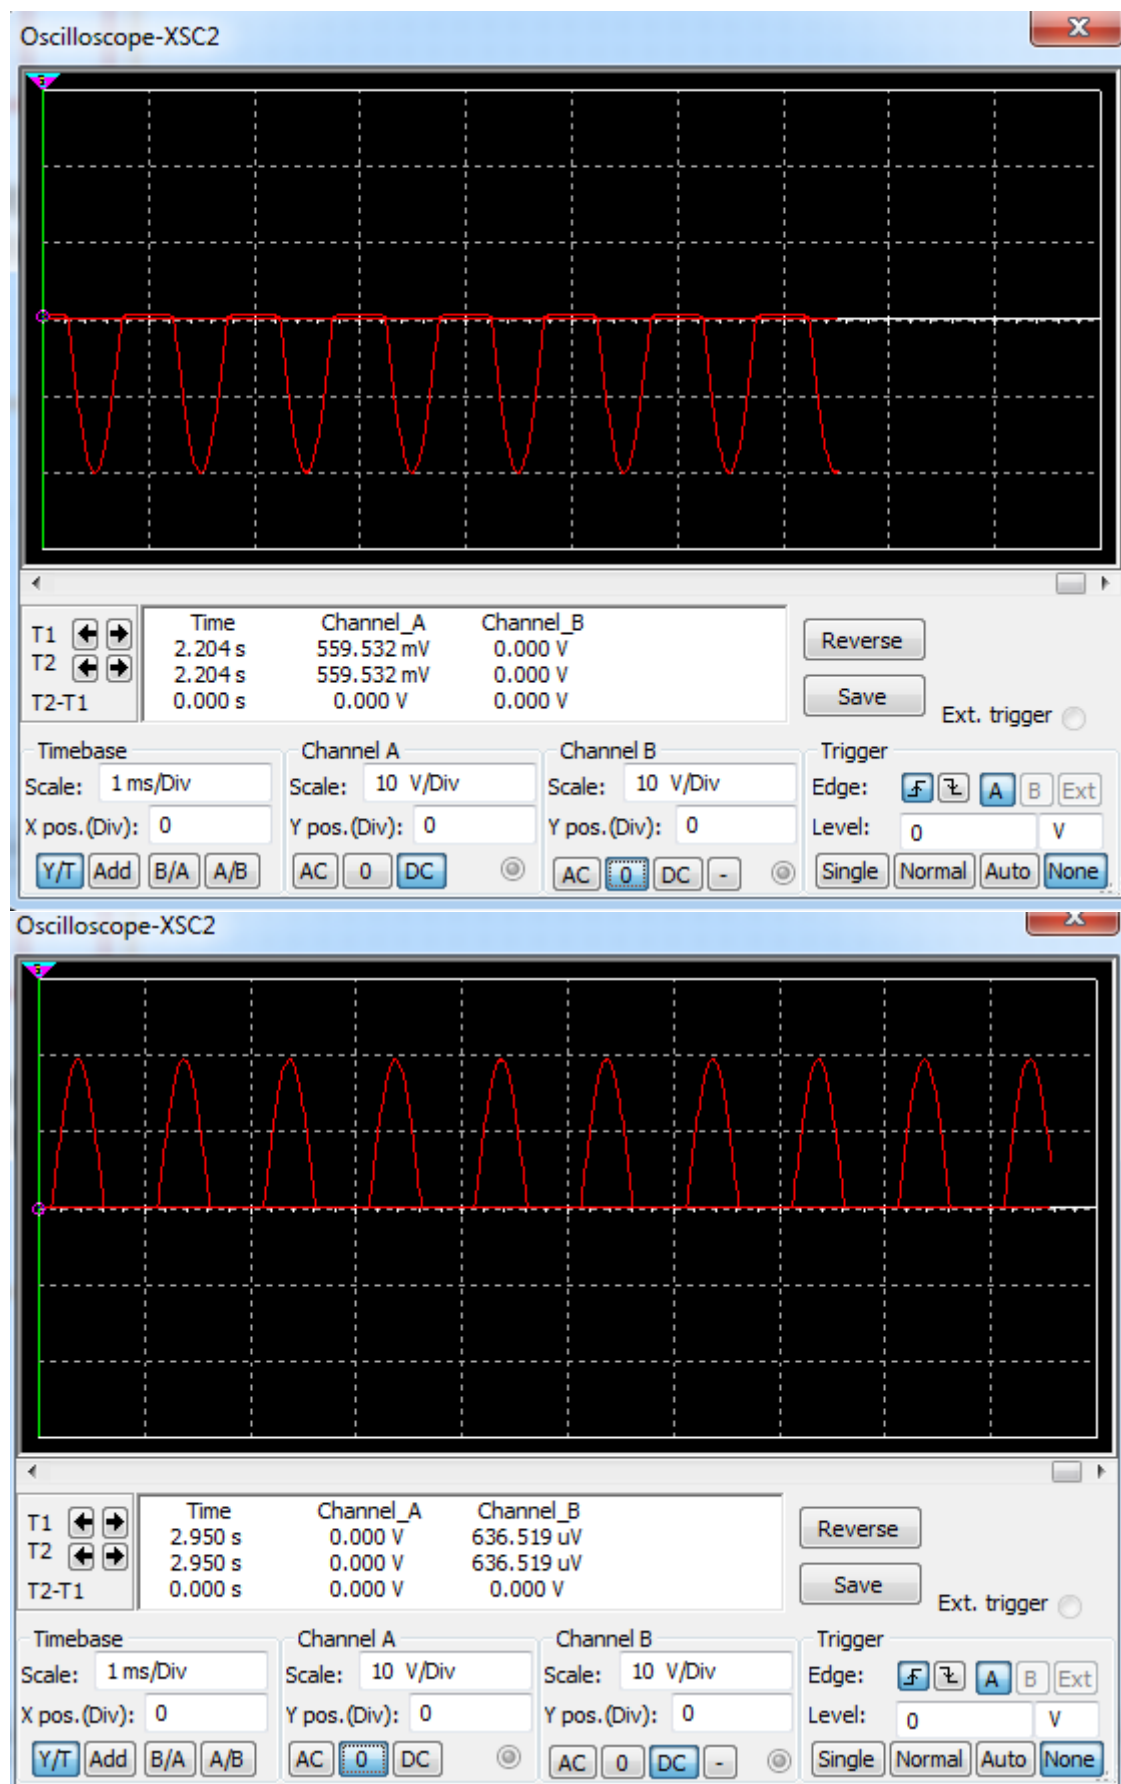 Oscilloscope-XSC2
T1
T2
T2-T1
Time Channel_A Channel_B
2.204 s 559.532 mV 0.000 V
2.204 s 559.532 mV 0.000 V
0.000 s 0.000 V 0.000 V
Reverse
Save
Ext. trigger
Timebase Channel A Channel B Trigger
Scale: 1 ms/Div Scale: 10 V/Div Scale: 10 V/Div Edge: A B Ext
X pos.(Div): 0 Y pos.(Div): 0 Y pos.(Div): 0 Level: 0 V
Y/T Add B/A A/B AC 0 DC AC 0 DC - Single Normal Auto None
Oscilloscope-XSC2
T1
T2
T2-T1
Time Channel_A Channel_B
2.950 s 0.000 V 636.519 uV
2.950 s 0.000 V 636.519 uV
0.000 s 0.000 V 0.000 V
Reverse
Save
Ext. trigger
Timebase Channel A Channel B Trigger
Scale: 1 ms/Div Scale: 10 V/Div Scale: 10 V/Div Edge: A B Ext
X pos.(Div): 0 Y pos.(Div): 0 Y pos.(Div): 0 Level: 0 V
Y/T Add B/A A/B AC 0 DC AC 0 DC - Single Normal Auto None